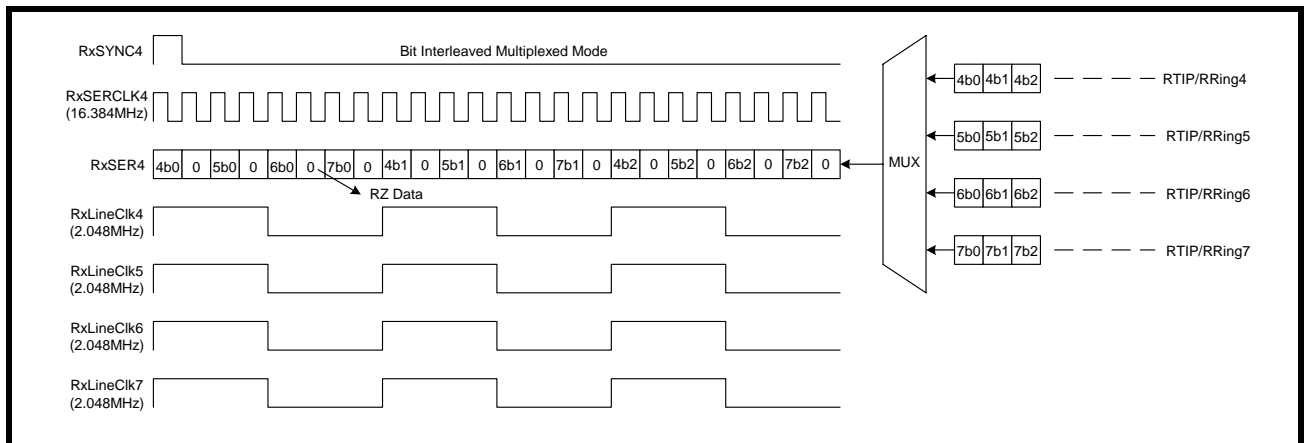 RxSYNC4
Bit Interleaved Multiplexed Mode
RxSERCLK4
(16.384MHz)
RxSER4
4b0 0 5b0 0 6b0 0 7b0 0 4b1 0 5b1 0 6b1 0 7b1 0 4b2 0 5b2 0 6b2 0 7b2 0
RZ Data
RxLineClk4
(2.048MHz)
RxLineClk5
(2.048MHz)
RxLineClk6
(2.048MHz)
RxLineClk7
(2.048MHz)
MUX
4b0 4b1 4b2
RTIP/RRing4
5b0 5b1 5b2
RTIP/RRing5
6b0 6b1 6b2
RTIP/RRing6
7b0 7b1 7b2
RTIP/RRing7